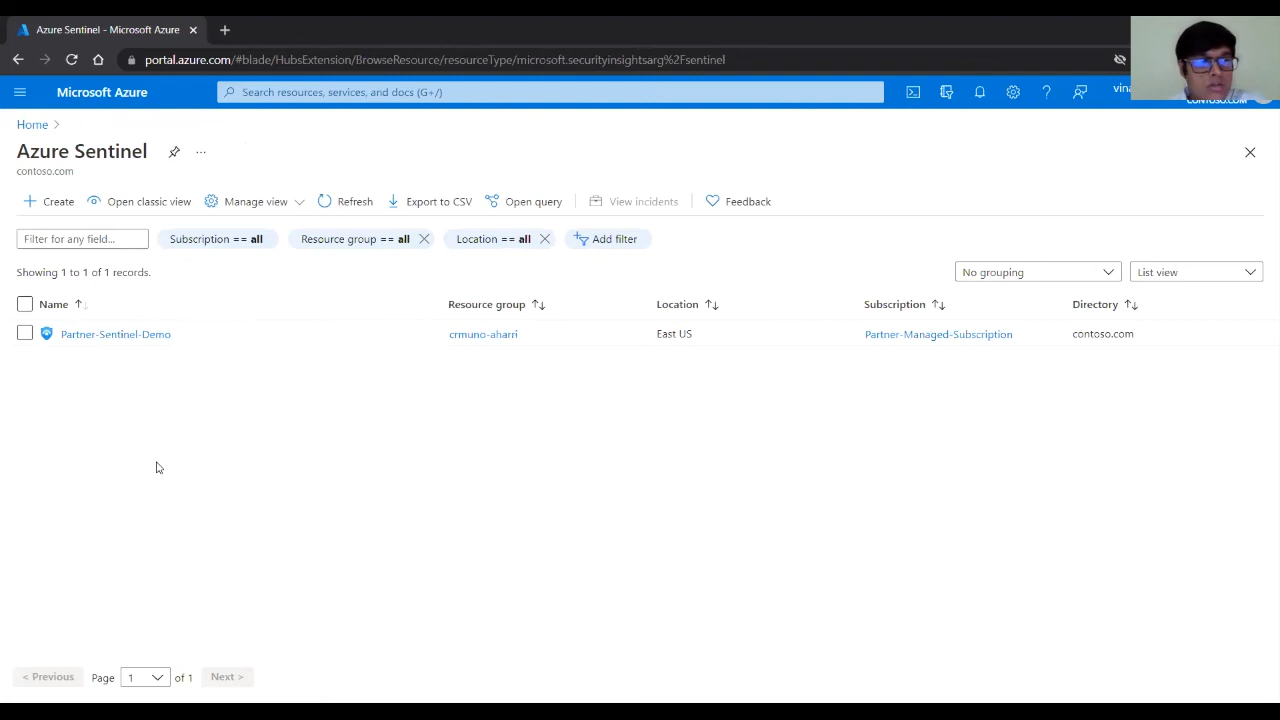 Azure Sentinel - Microsoft Azure
portal.azure.com/#blade/HubsExtension/BrowseResource/resourceType/microsoft.securityinsightsarg%2Fsentinel
Microsoft Azure
Search resources, services, and docs (G+/)
CONTOSO.COM
Home
Azure Sentinel
contoso.com
Create
Open classic view
Manage view
Refresh
Export to CSV
Open query
View incidents
Feedback
Filter for any field...
Subscription == all
Resource group == all
Location == all
Add filter
Showing 1 to 1 of 1 records.
No grouping
List view
Name Resource group Location Subscription Directory
Partner-Sentinel-Demo crmuno-aharri East US Partner-Managed-Subscription contoso.com
< Previous Page 1 of 1 Next >